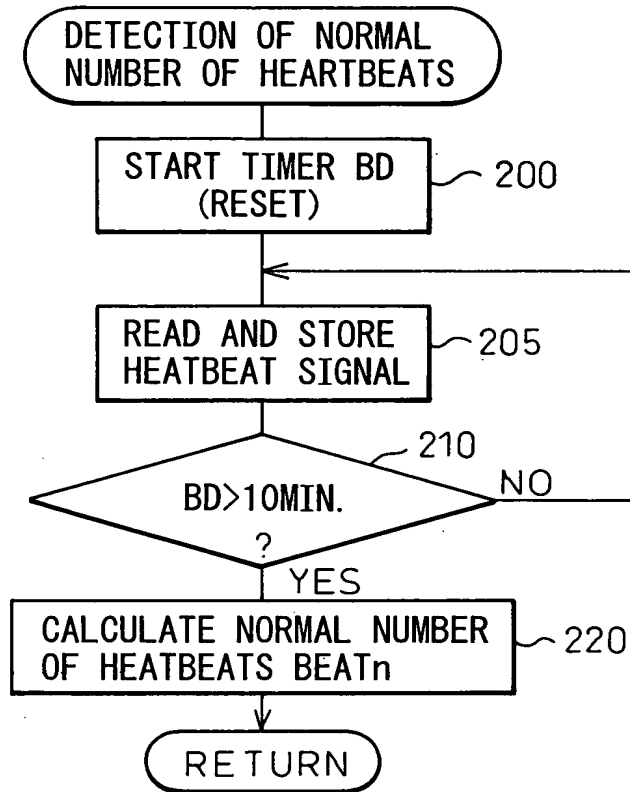 DETECTION OF NORMAL
NUMBER OF HEARTBEATS
START TIMER BD
(RESET)
200
READ AND STORE
HEATBEAT SIGNAL
205
210
BD>10MIN.
?
NO
YES
CALCULATE NORMAL NUMBER
OF HEATBEATS BEATn
220
RETURN